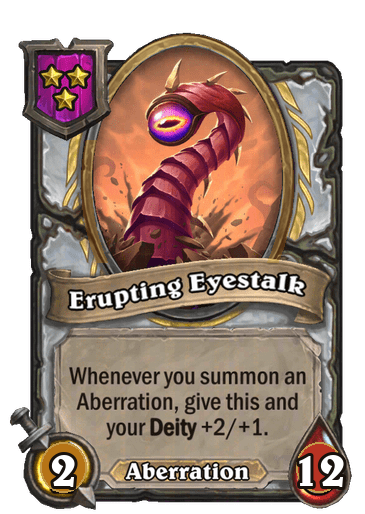 Erupting Eyestalk
Whenever you summon an
Aberration, give this and
your Deity +2/+1.
2
Aberration
12